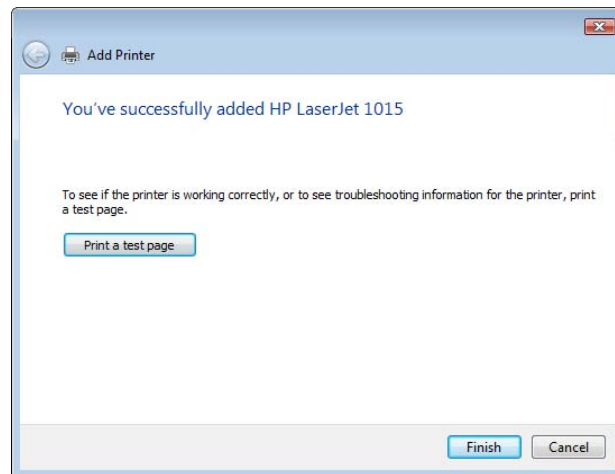 Add Printer
You've successfully added HP LaserJet 1015
To see if the printer is working correctly, or to see troubleshooting information for the printer, print
a test page.
Print a test page
Finish
Cancel